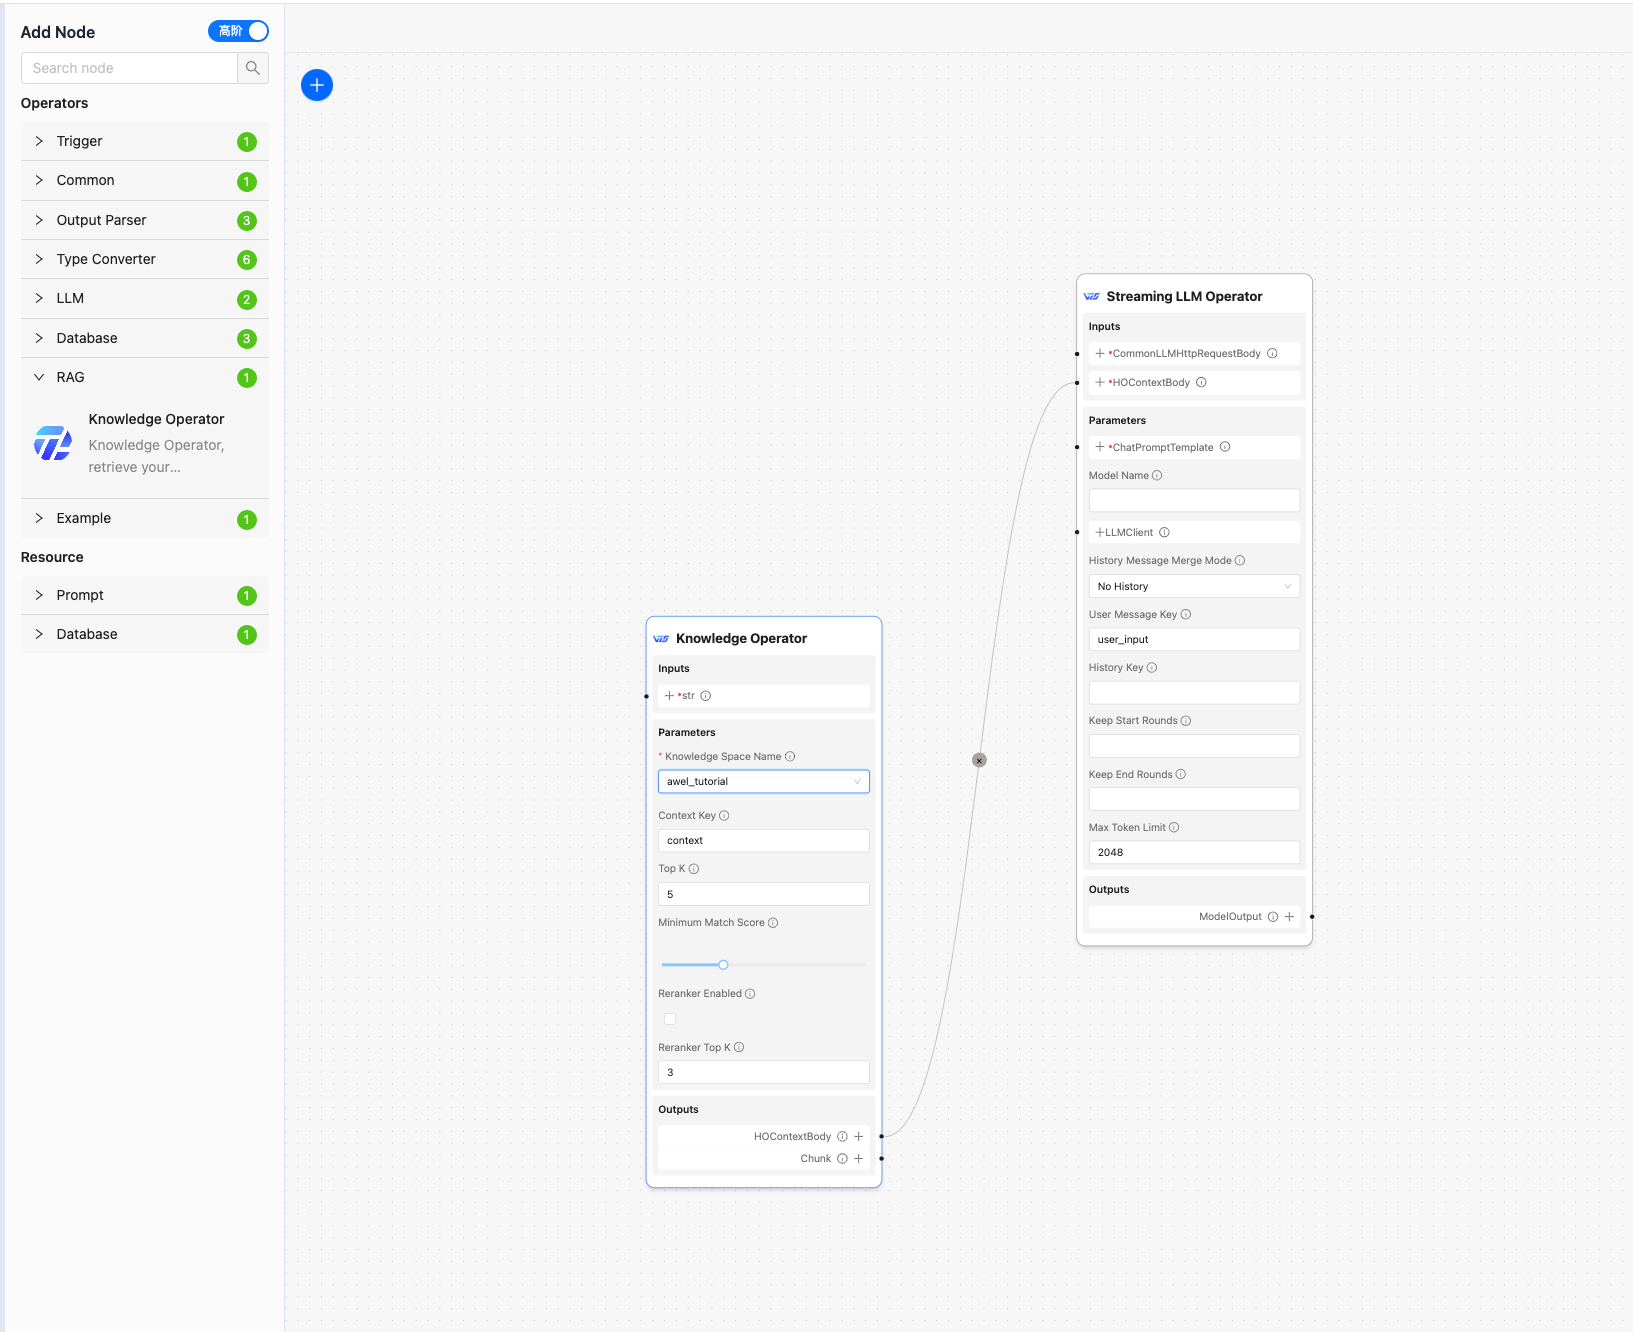 Add Node
高阶
Search node
Operators
Trigger
1
Common
1
Output Parser
3
Type Converter
6
LLM
2
Database
3
RAG
1
Knowledge Operator
Knowledge Operator,
retrieve your...
Example
1
Resource
Prompt
1
Database
1
Knowledge Operator
Inputs
*str
Parameters
* Knowledge Space Name
awel_tutorial
Context Key
context
Top K
5
Minimum Match Score
Reranker Enabled
Reranker Top K
3
Outputs
HOContextBody
Chunk
Streaming LLM Operator
Inputs
*CommonLLMHttpRequestBody
*HOContextBody
Parameters
*ChatPromptTemplate
Model Name
LLMClient
History Message Merge Mode
No History
User Message Key
user_input
History Key
Keep Start Rounds
Keep End Rounds
Max Token Limit
2048
Outputs
ModelOutput